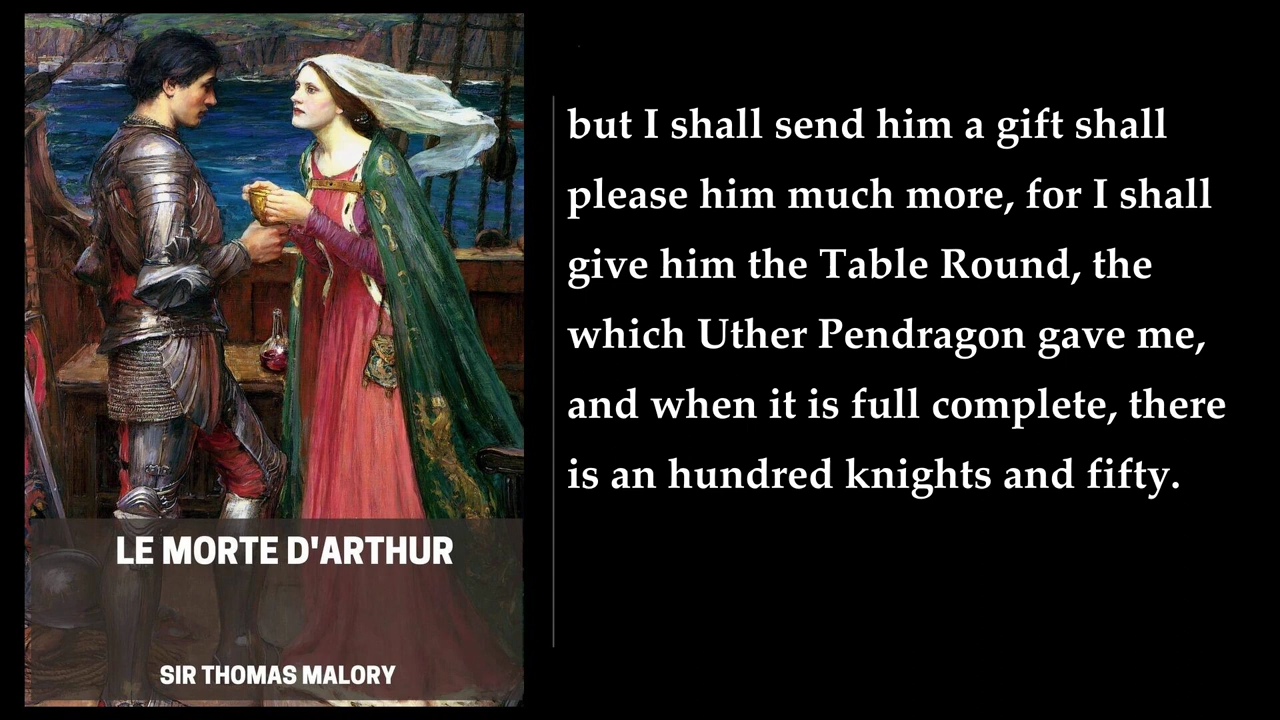 but I shall send him a gift shall
please him much more, for I shall
give him the Table Round, the
which Uther Pendragon gave me,
and when it is full complete, there
is an hundred knights and fifty.
LE MORTE D'ARTHUR
SIR THOMAS MALORY